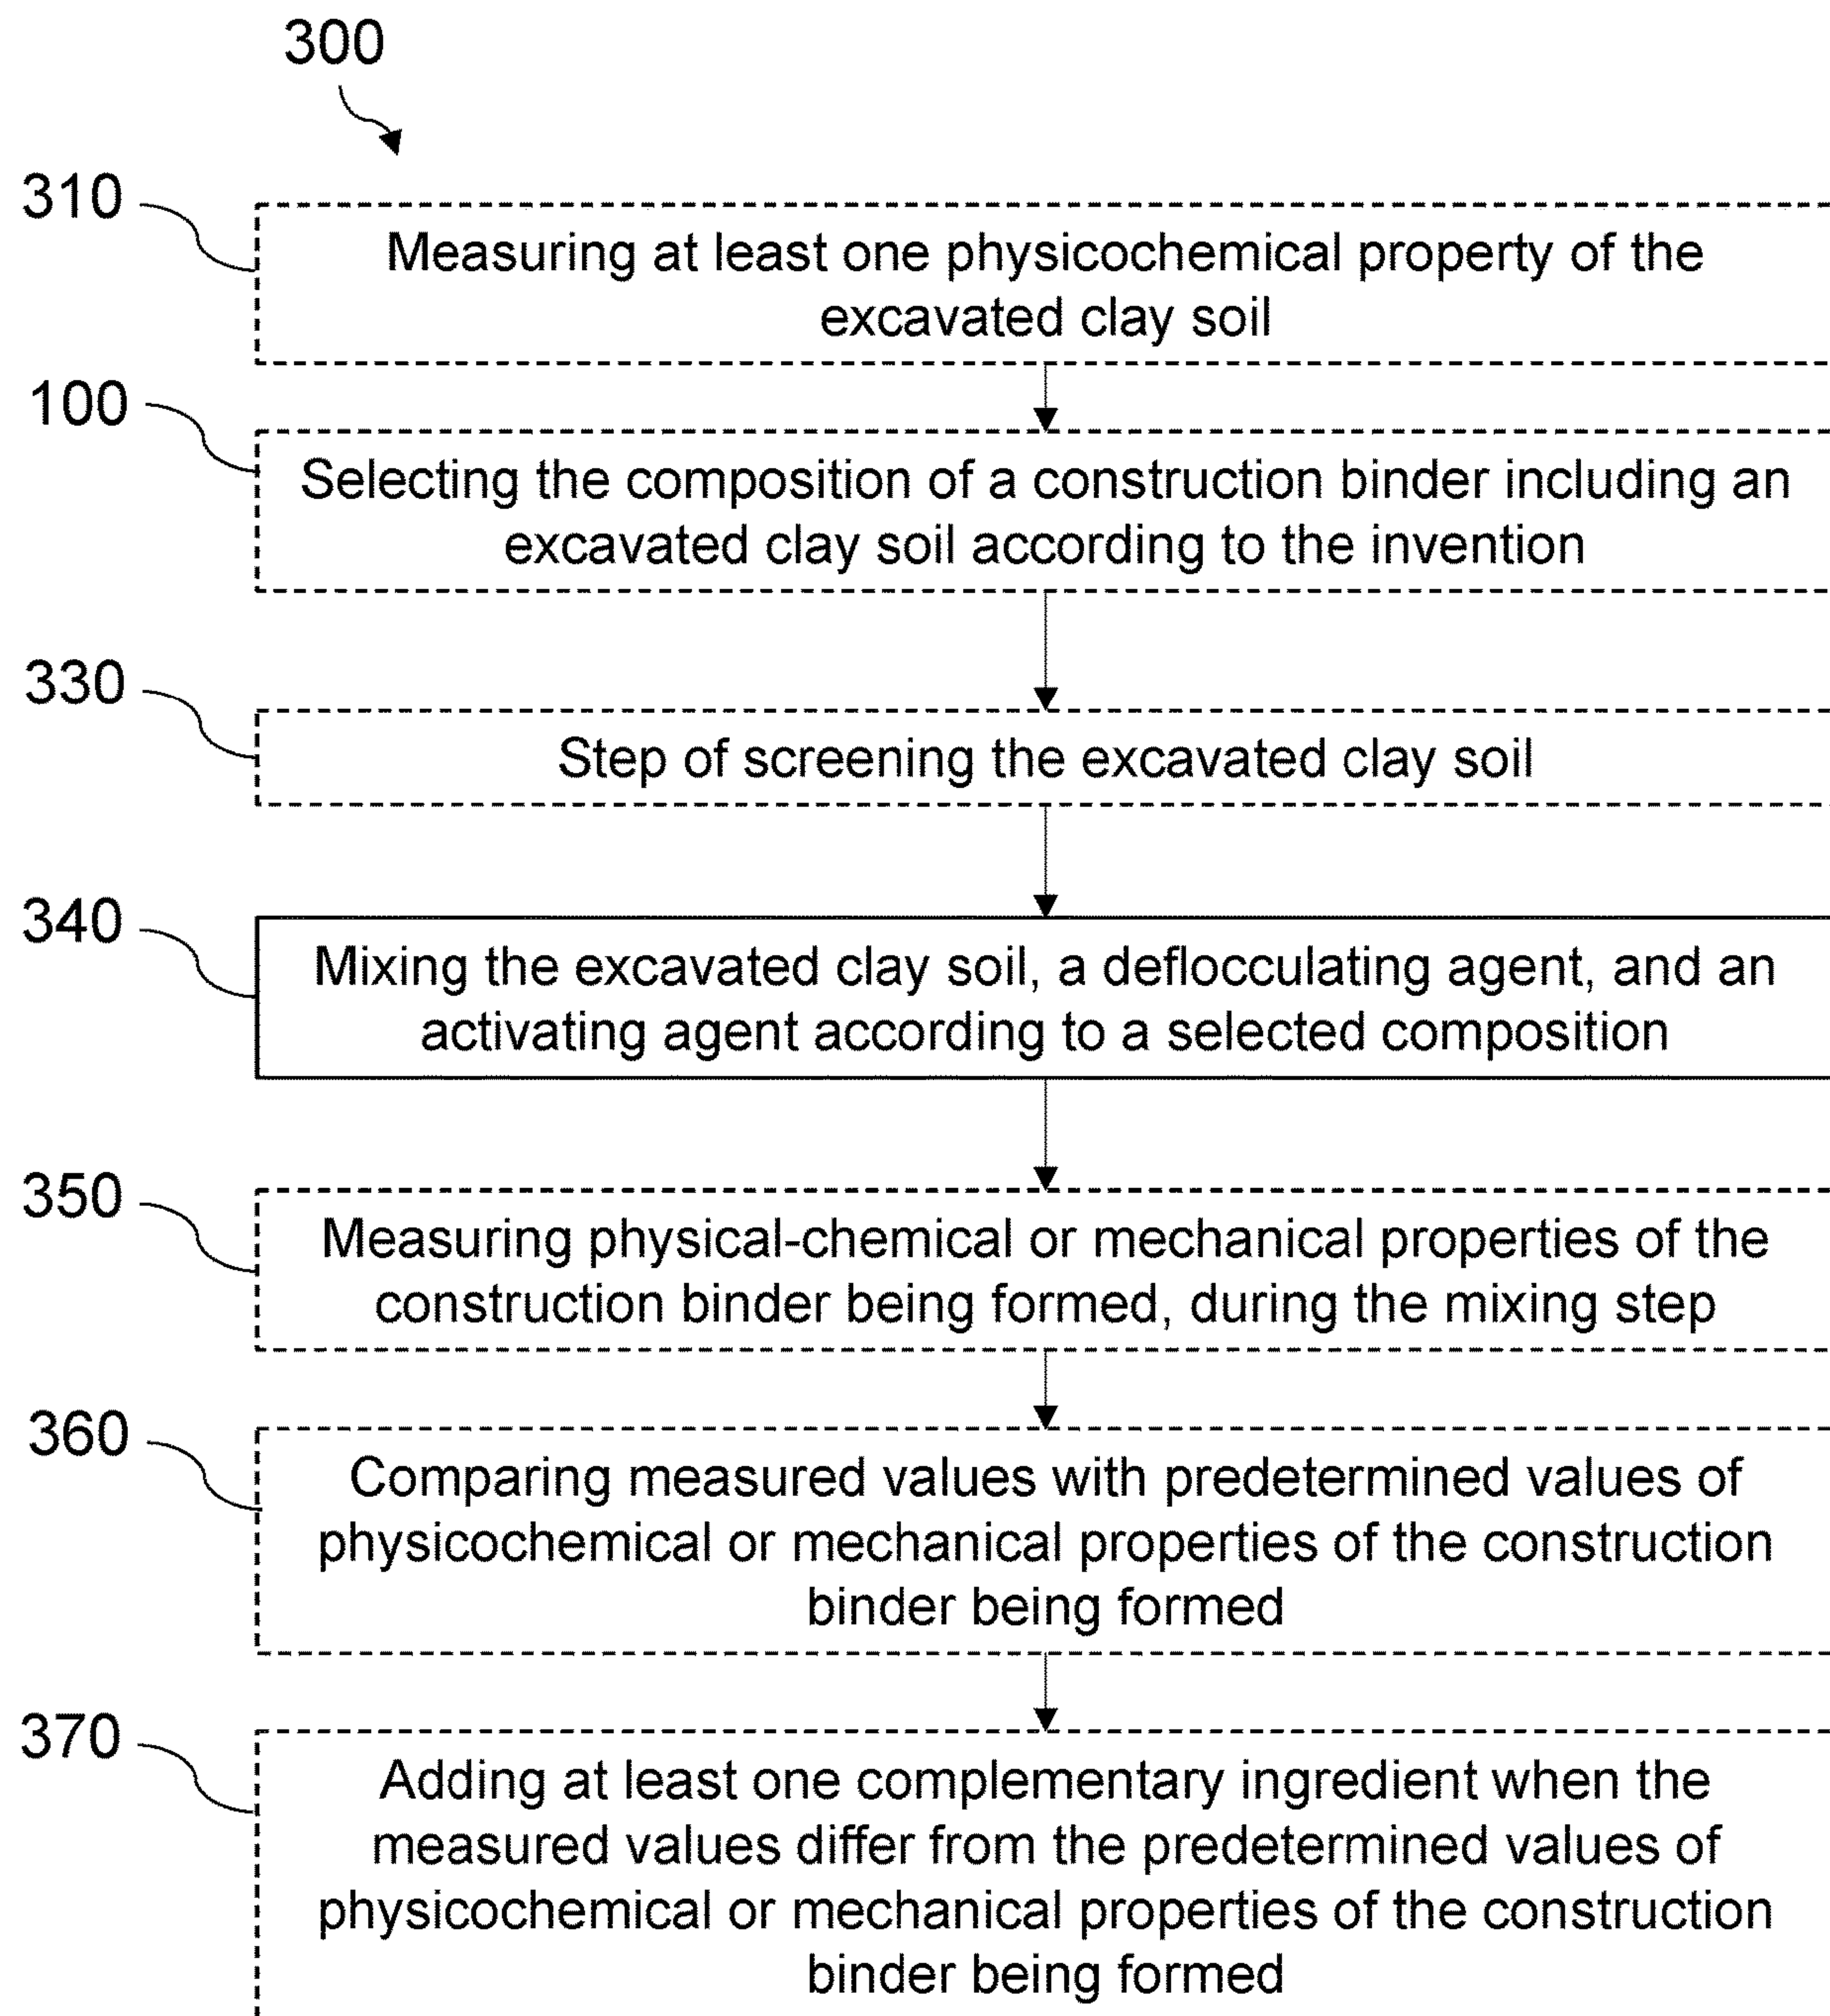 300
310
Measuring at least one physicochemical property of the
excavated clay soil
100
Selecting the composition of a construction binder including an
excavated clay soil according to the invention
330
Step of screening the excavated clay soil
340
Mixing the excavated clay soil, a deflocculating agent, and an
activating agent according to a selected composition
350
Measuring physical-chemical or mechanical properties of the
construction binder being formed, during the mixing step
360
Comparing measured values with predetermined values of
physicochemical or mechanical properties of the construction
binder being formed
370
Adding at least one complementary ingredient when the
measured values differ from the predetermined values of
physicochemical or mechanical properties of the construction
binder being formed